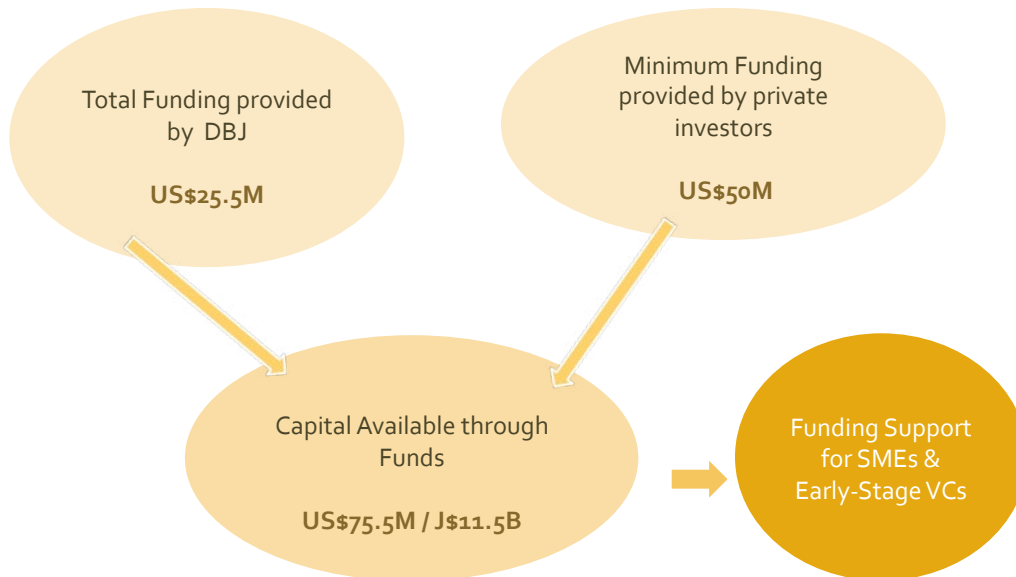 Total Funding provided
by DBJ
US$25.5M
Minimum Funding
provided by private
investors
US$50M
Capital Available through
Funds
US$75.5M / J$11.5B
Funding Support
for SMEs &
Early-Stage VCs